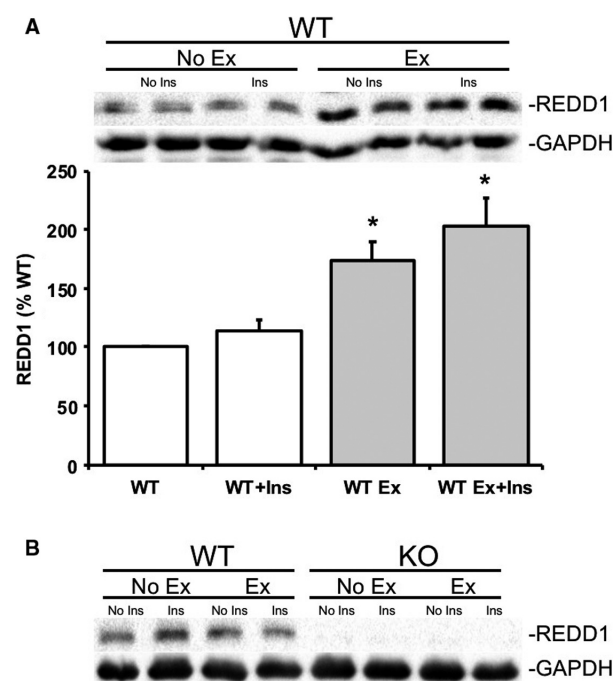 A
WT
No Ex Ex
No Ins Ins No Ins Ins
-REDD1
-GAPDH
250
200
150
100
50
0
REDD1 (% WT)
* *
WT WT+Ins WT Ex WT Ex+Ins
B
WT KO
No Ex Ex No Ex Ex
No Ins Ins No Ins Ins No Ins Ins No Ins Ins
-REDD1
-GAPDH